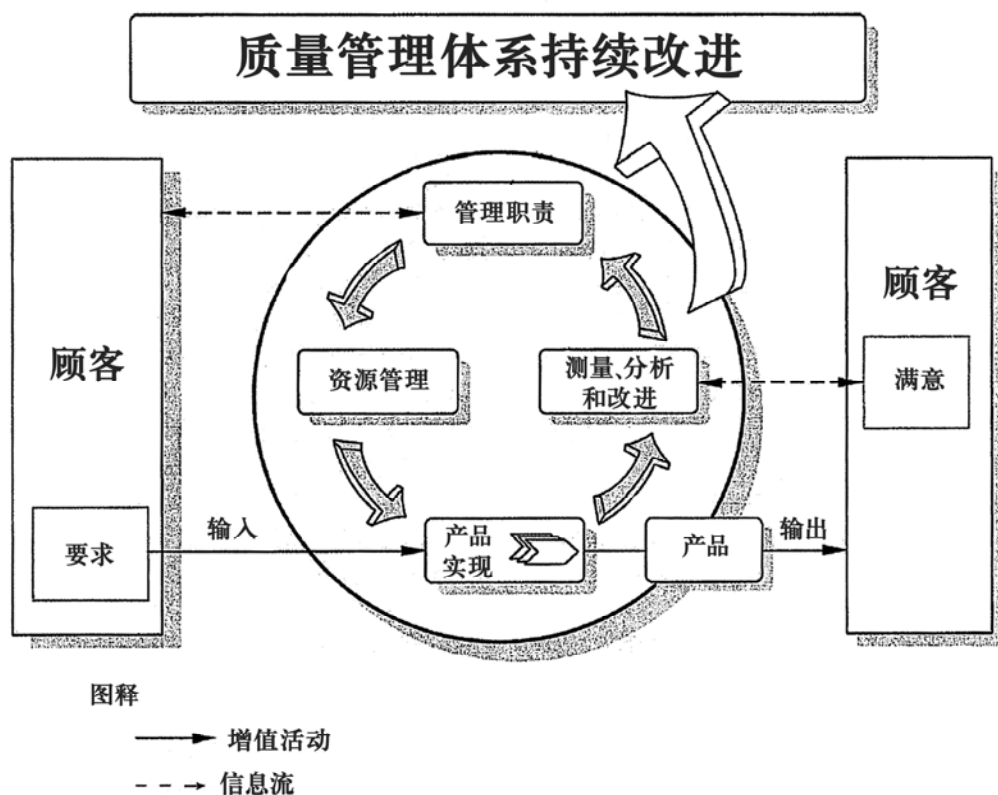 质量管理体系持续改进
管理职责
顾客
顾客
资源管理
测量、分析
和改进
满意
输入
要求
产品
实现
产品
输出
图释
增值活动
信息流